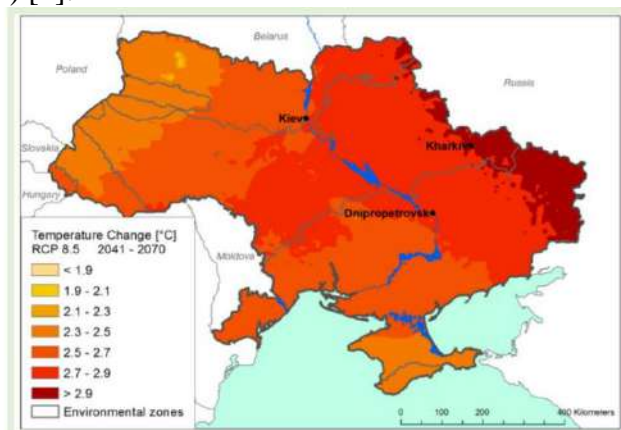 Belarus
Poland
Russia
Kiev
Kharkiv
Slovakia
Hungary
Dnipropetrovsk
Moldova
Temperature Change [°C]
RCP 8.5 2041 - 2070
< 1.9
1.9 - 2.1
2.1 - 2.3
2.3 - 2.5
2.5 - 2.7
2.7 - 2.9
> 2.9
Environmental zones
0 100 200 400 Kilometers